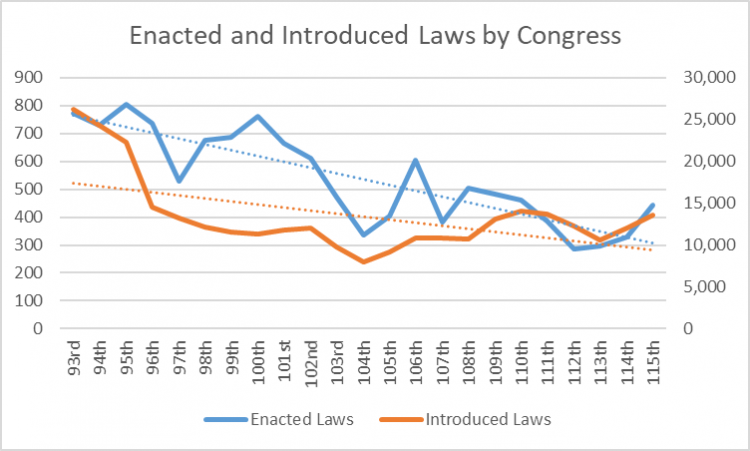 Enacted and Introduced Laws by Congress
900
800
700
600
500
400
300
200
100
0
30,000
25,000
20,000
15,000
10,000
5,000
0
93rd
94th
95th
96th
97th
98th
99th
100th
101st
102nd
103rd
104th
105th
106th
107th
108th
109th
110th
111th
112th
113th
114th
115th
Enacted Laws Introduced Laws